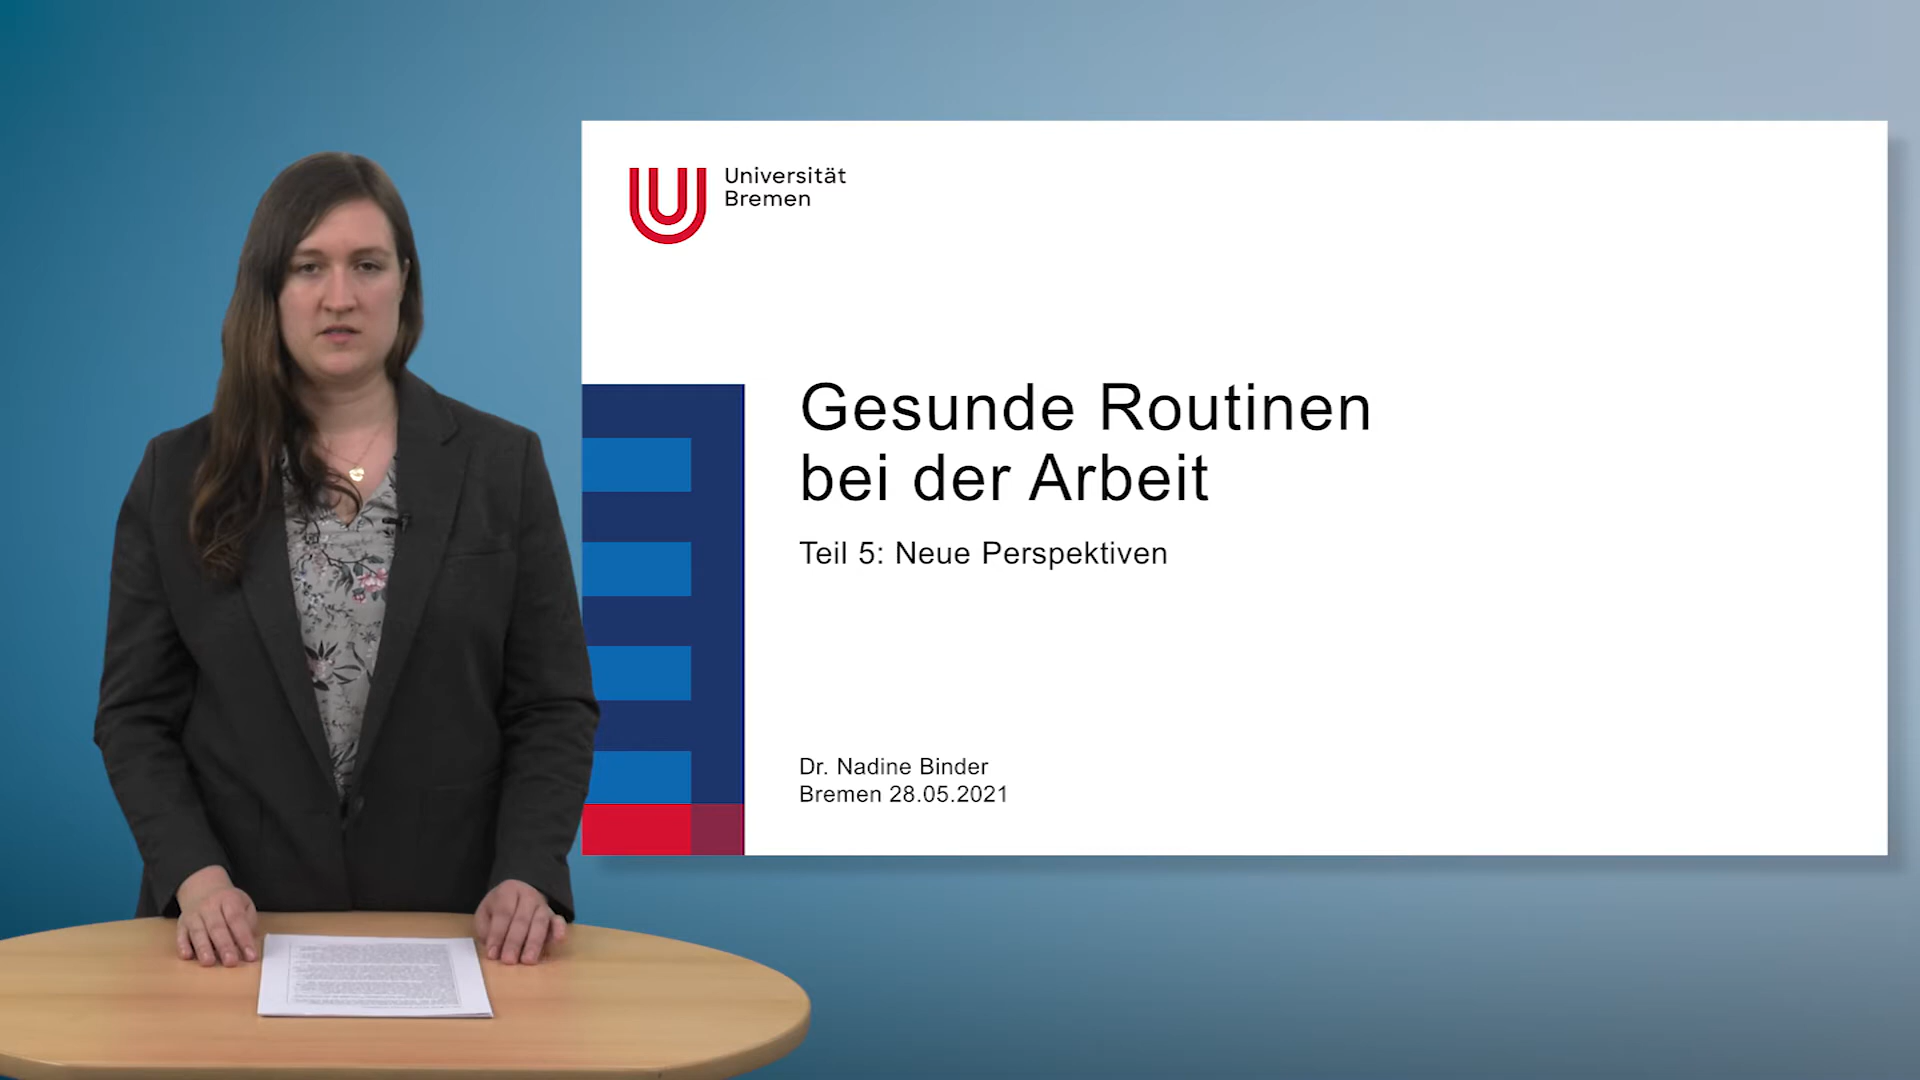 Universität
Bremen
Gesunde Routinen
bei der Arbeit
Teil 5: Neue Perspektiven
Dr. Nadine Binder
Bremen 28.05.2021